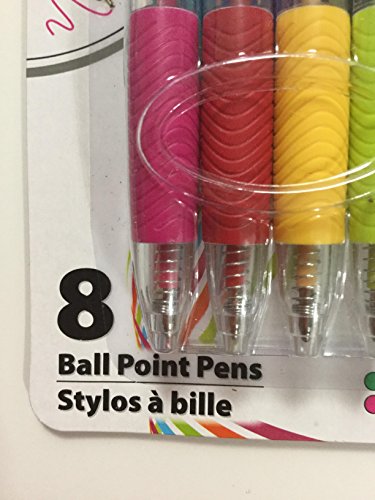 8
Ball Point Pens
Stylos à bille